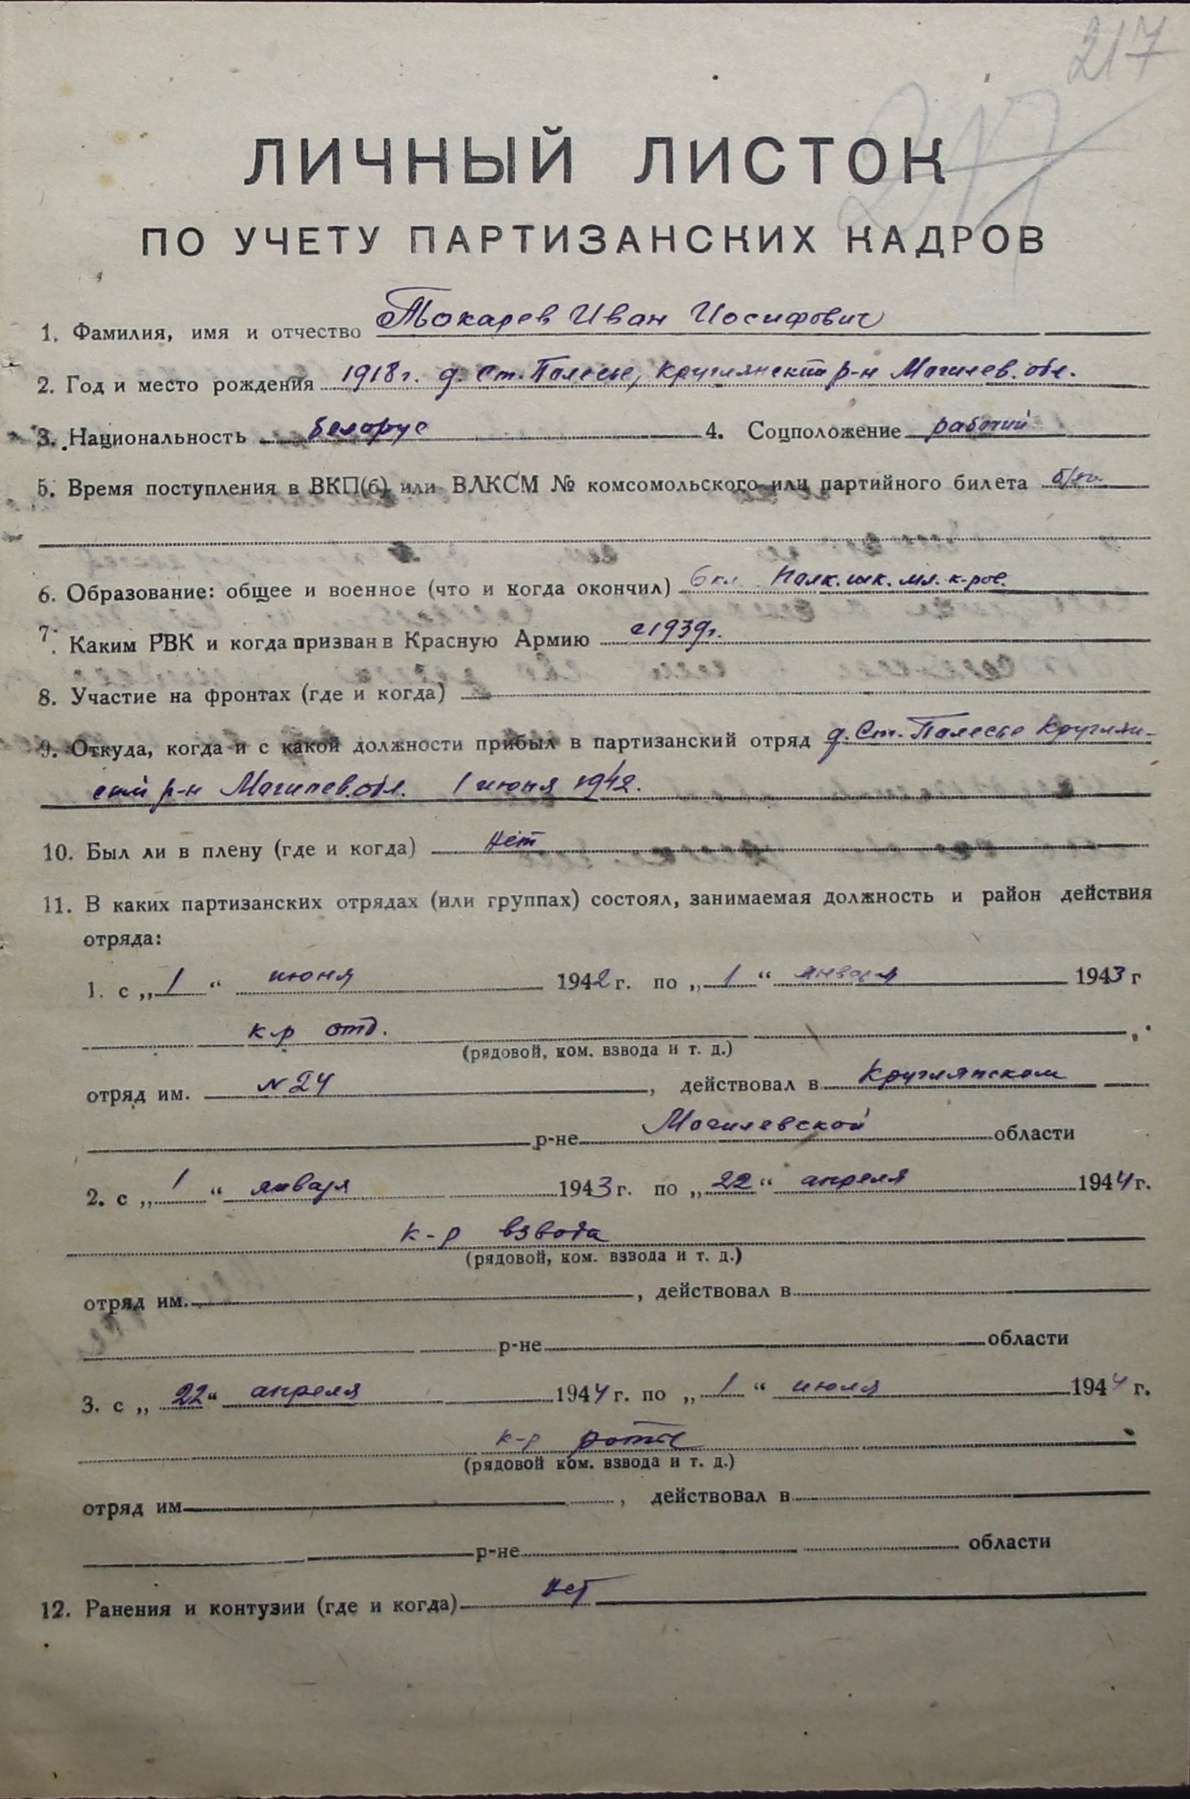 217
217
ЛИЧНЫЙ ЛИСТОК
ПО УЧЕТУ ПАРТИЗАНСКИХ КАДРОВ
1. Фамилия, имя и отчество Токарев Иван Иосифович
2. Год и место рождения 1918 г. д. Ст. Полесье, Круглянский р-н Могилев. обл.
3. Национальность белорус 4. Соцположение рабочий
5. Время поступления в ВКП(б) или ВЛКСМ № комсомольского или партийного билета б/п.
6. Образование: общее и военное (что и когда окончил) 6 кл. Полк. шк. мл. к-ров.
7. Каким РВК и когда призван в Красную Армию с 1939 г.
8. Участие на фронтах (где и когда)
9. Откуда, когда и с какой должности прибыл в партизанский отряд д. Ст. Полесье Круглян-
ский р-н Могилев. обл. 1 июня 1942.
10. Был ли в плену (где и когда) нет
11. В каких партизанских отрядах (или группах) состоял, занимаемая должность и район действия
отряда:
1. с „1“ июня 1942 г. по „1“ января 1943 г
к-р отд.
(рядовой, ком. взвода и т. д.)
отряд им. №24, действовал в Круглянском
р-не Могилевской области
2. с „1“ января 1943 г. по „22“ апреля 1944 г.
к-р взвода
(рядовой, ком. взвода и т. д.)
отряд им. , действовал в
р-не области
3. с „22“ апреля 1944 г. по „1“ июля 1944 г.
к-р роты
(рядовой ком. взвода и т. д.)
отряд им , действовал в
р-не области
12. Ранения и контузии (где и когда) нет